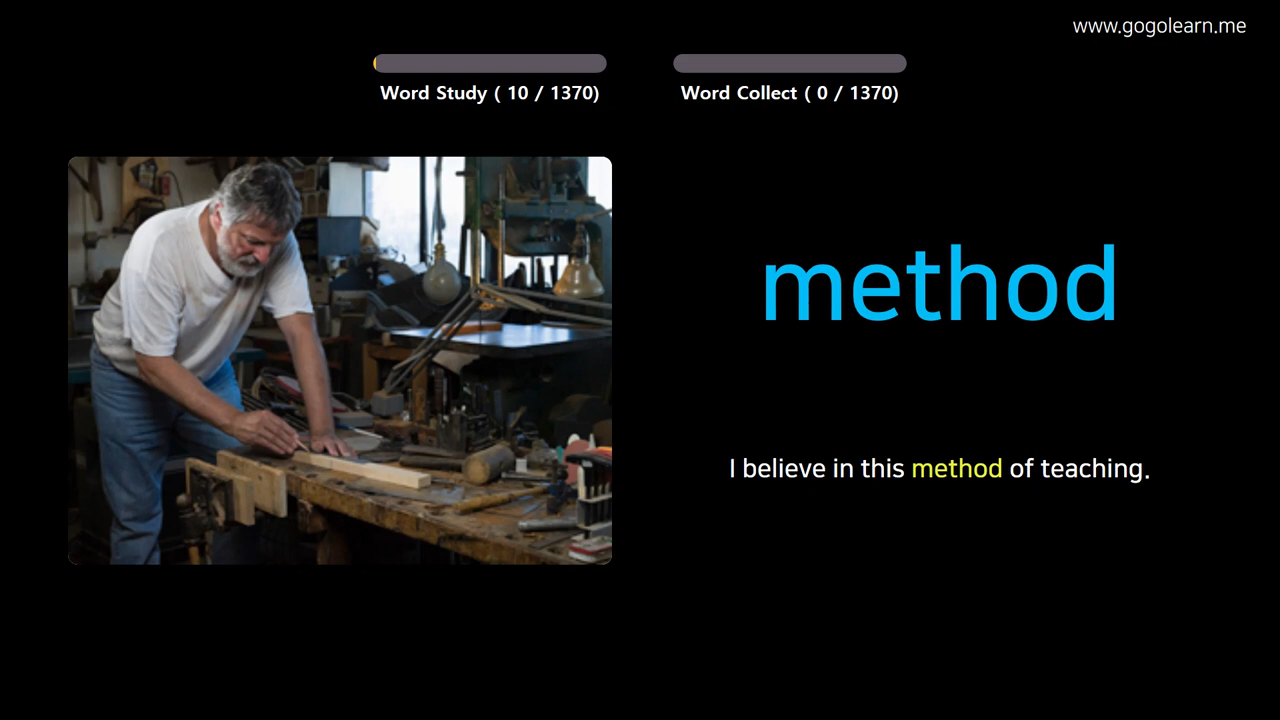 www.gogolearn.me
Word Study ( 10 / 1370)
Word Collect ( 0 / 1370)
method
I believe in this method of teaching.